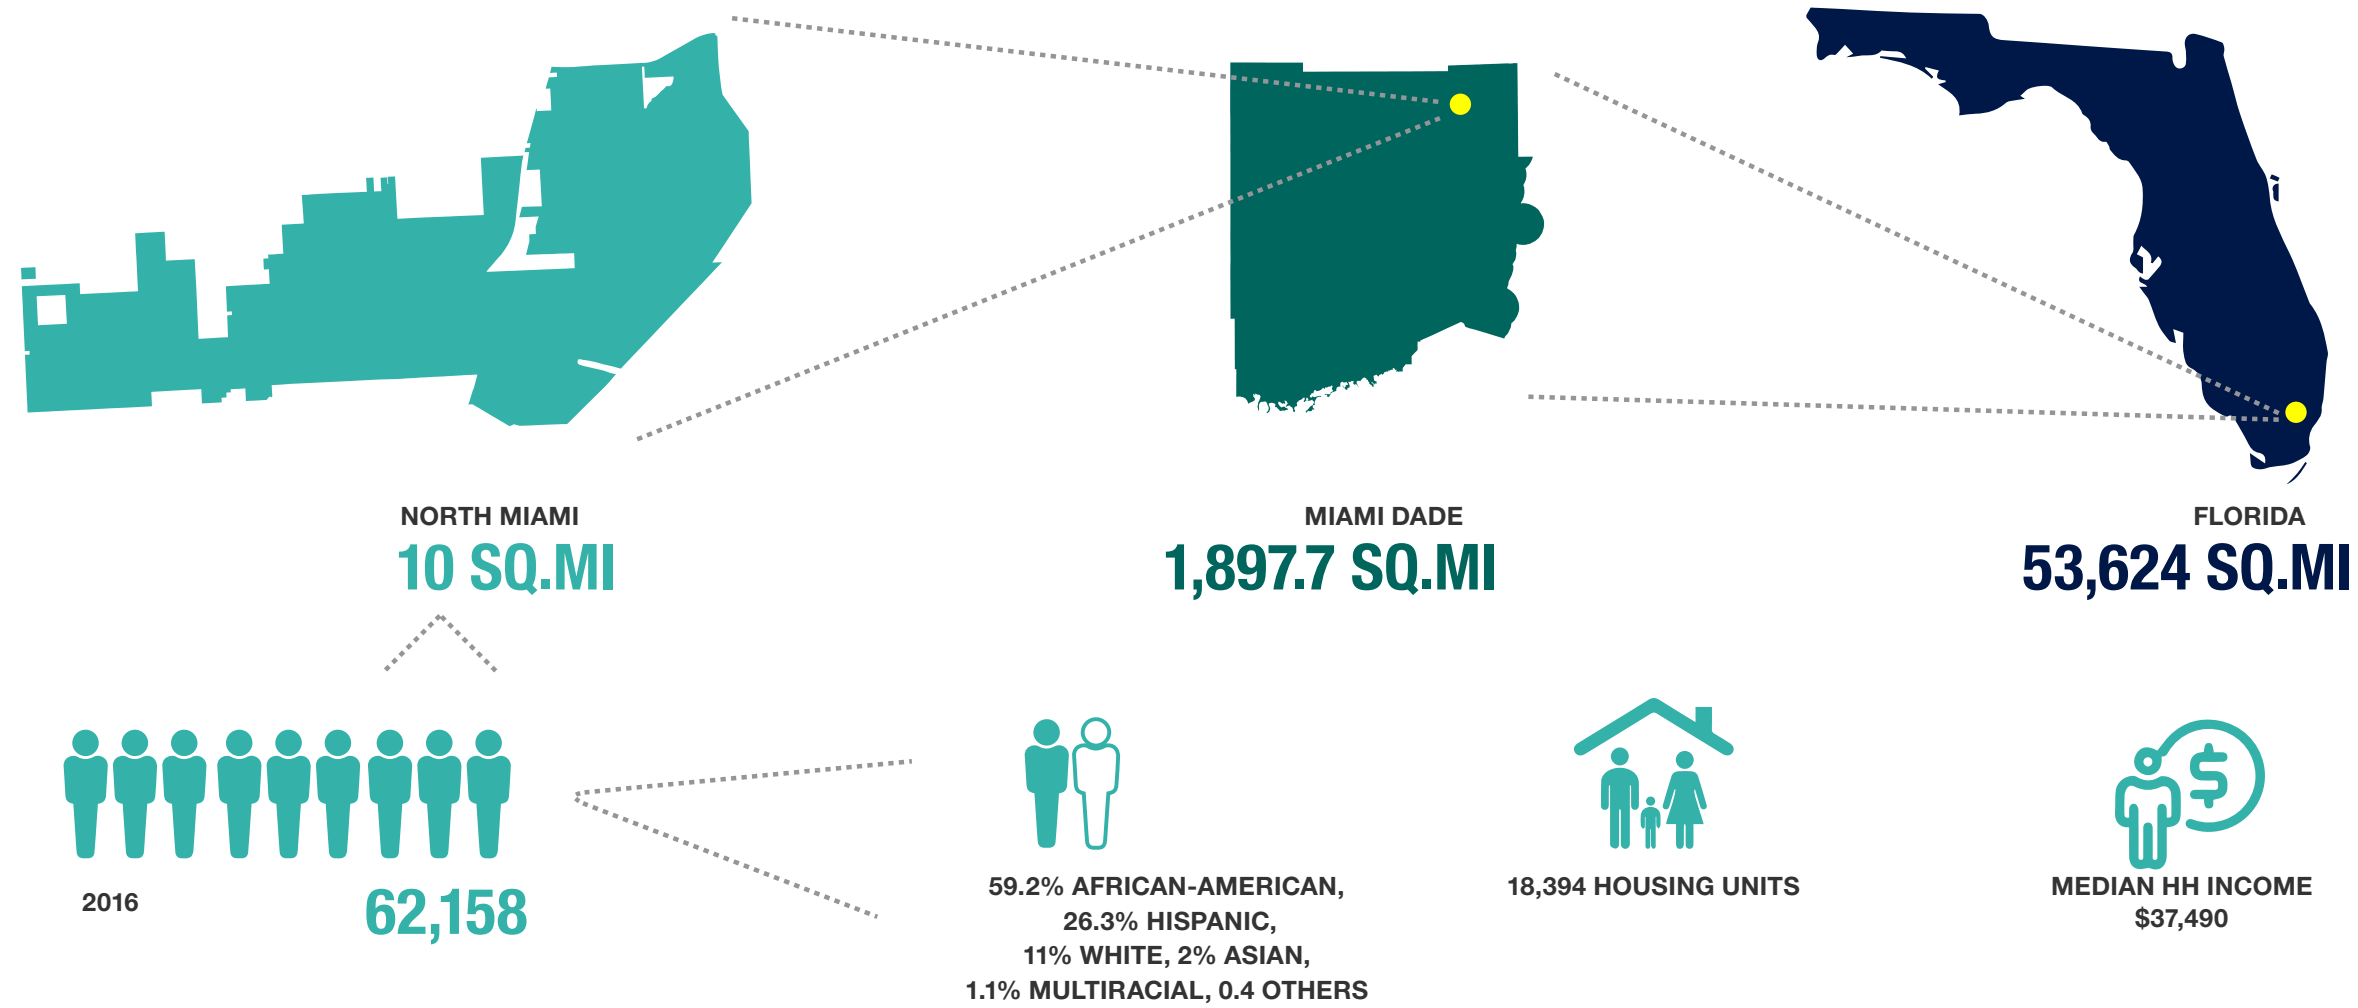 NORTH MIAMI
10 SQ.MI
MIAMI DADE
1,897.7 SQ.MI
FLORIDA
53,624 SQ.MI
2016
62,158
59.2% AFRICAN-AMERICAN,
26.3% HISPANIC,
11% WHITE, 2% ASIAN,
1.1% MULTIRACIAL, 0.4 OTHERS
18,394 HOUSING UNITS
$
MEDIAN HH INCOME
$37,490